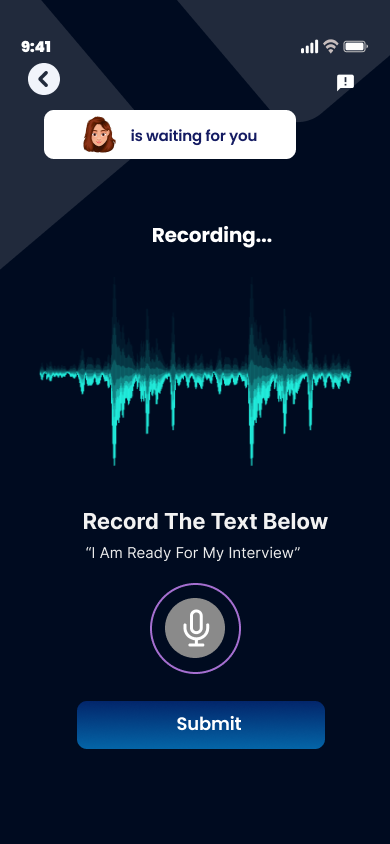 9:41
is waiting for you
Recording...
Record The Text Below
“I Am Ready For My Interview”
Submit